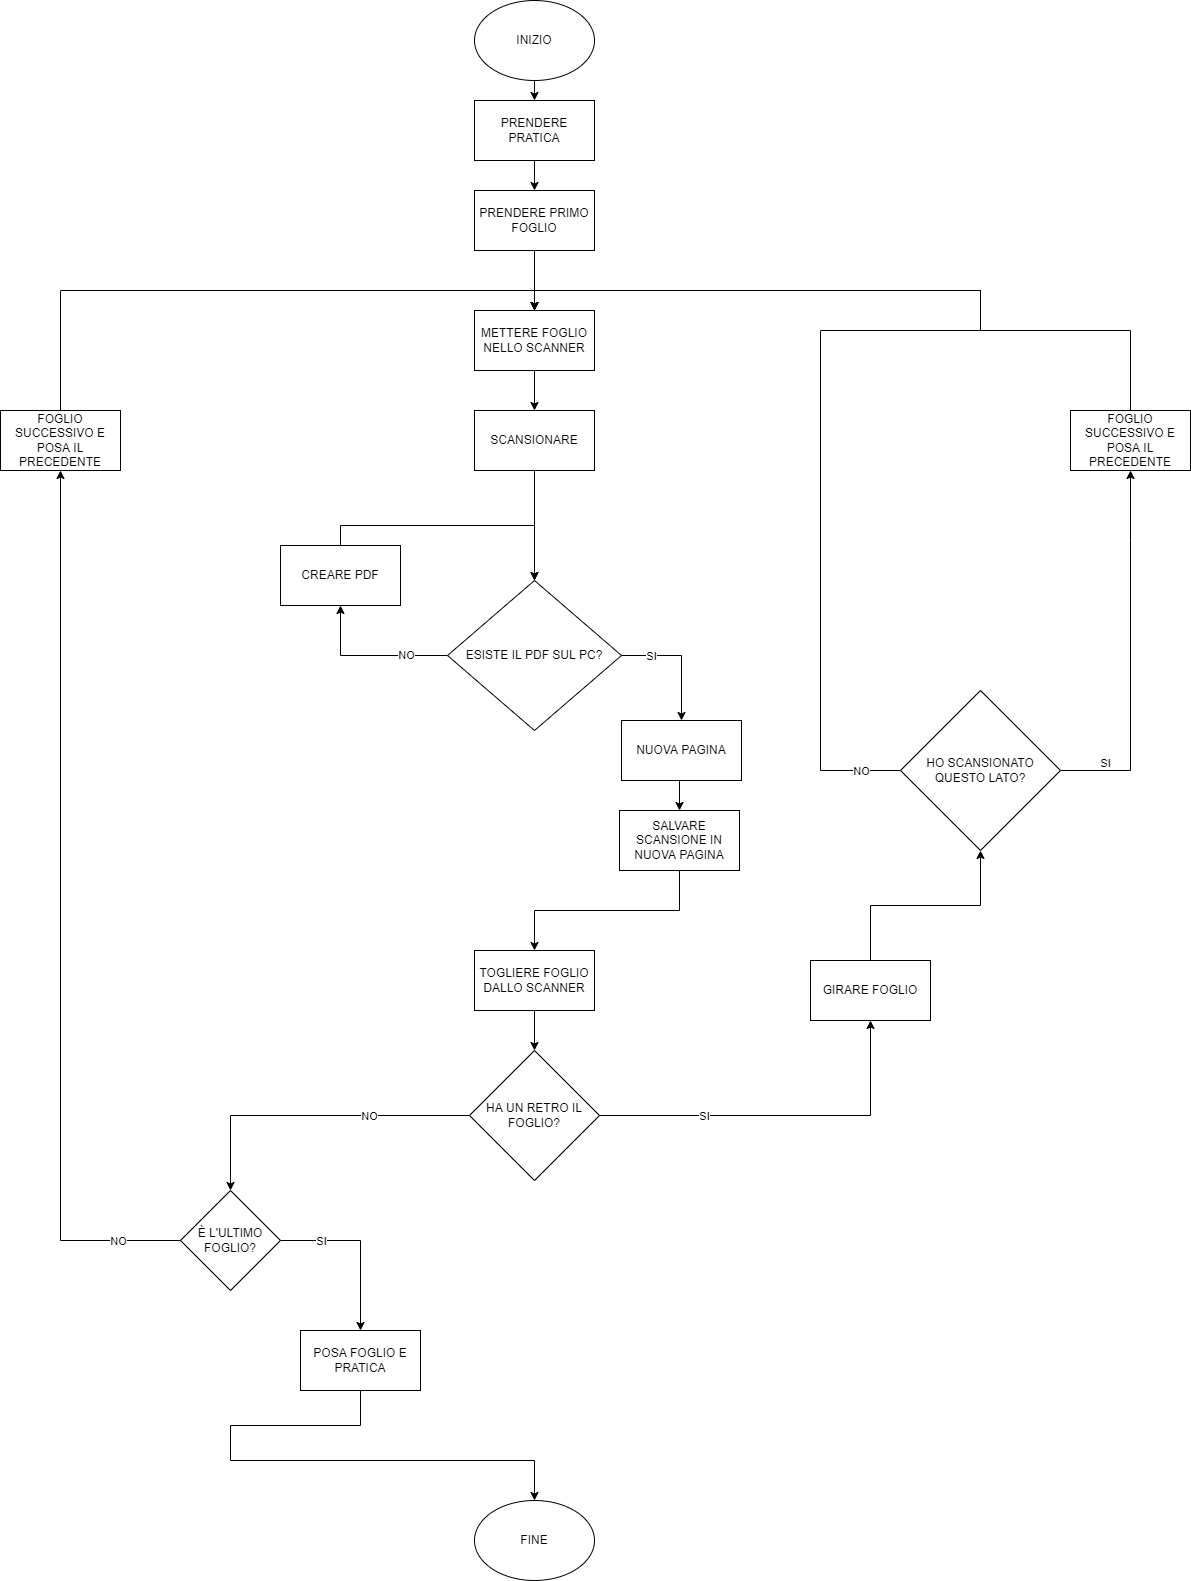 INIZIO
PRENDERE
PRATICA
PRENDERE PRIMO
FOGLIO
METTERE FOGLIO
NELLO SCANNER
FOGLIO
SUCCESSIVO E
POSA IL
PRECEDENTE
SCANSIONARE
FOGLIO
SUCCESSIVO E
POSA IL
PRECEDENTE
CREARE PDF
NO
ESISTE IL PDF SUL PC?
SI
NUOVA PAGINA
NO
HO SCANSIONATO
QUESTO LATO?
SI
SALVARE
SCANSIONE IN
NUOVA PAGINA
TOGLIERE FOGLIO
DALLO SCANNER
GIRARE FOGLIO
NO
HA UN RETRO IL
FOGLIO?
SI
NO
È L'ULTIMO
FOGLIO?
SI
POSA FOGLIO E
PRATICA
FINE